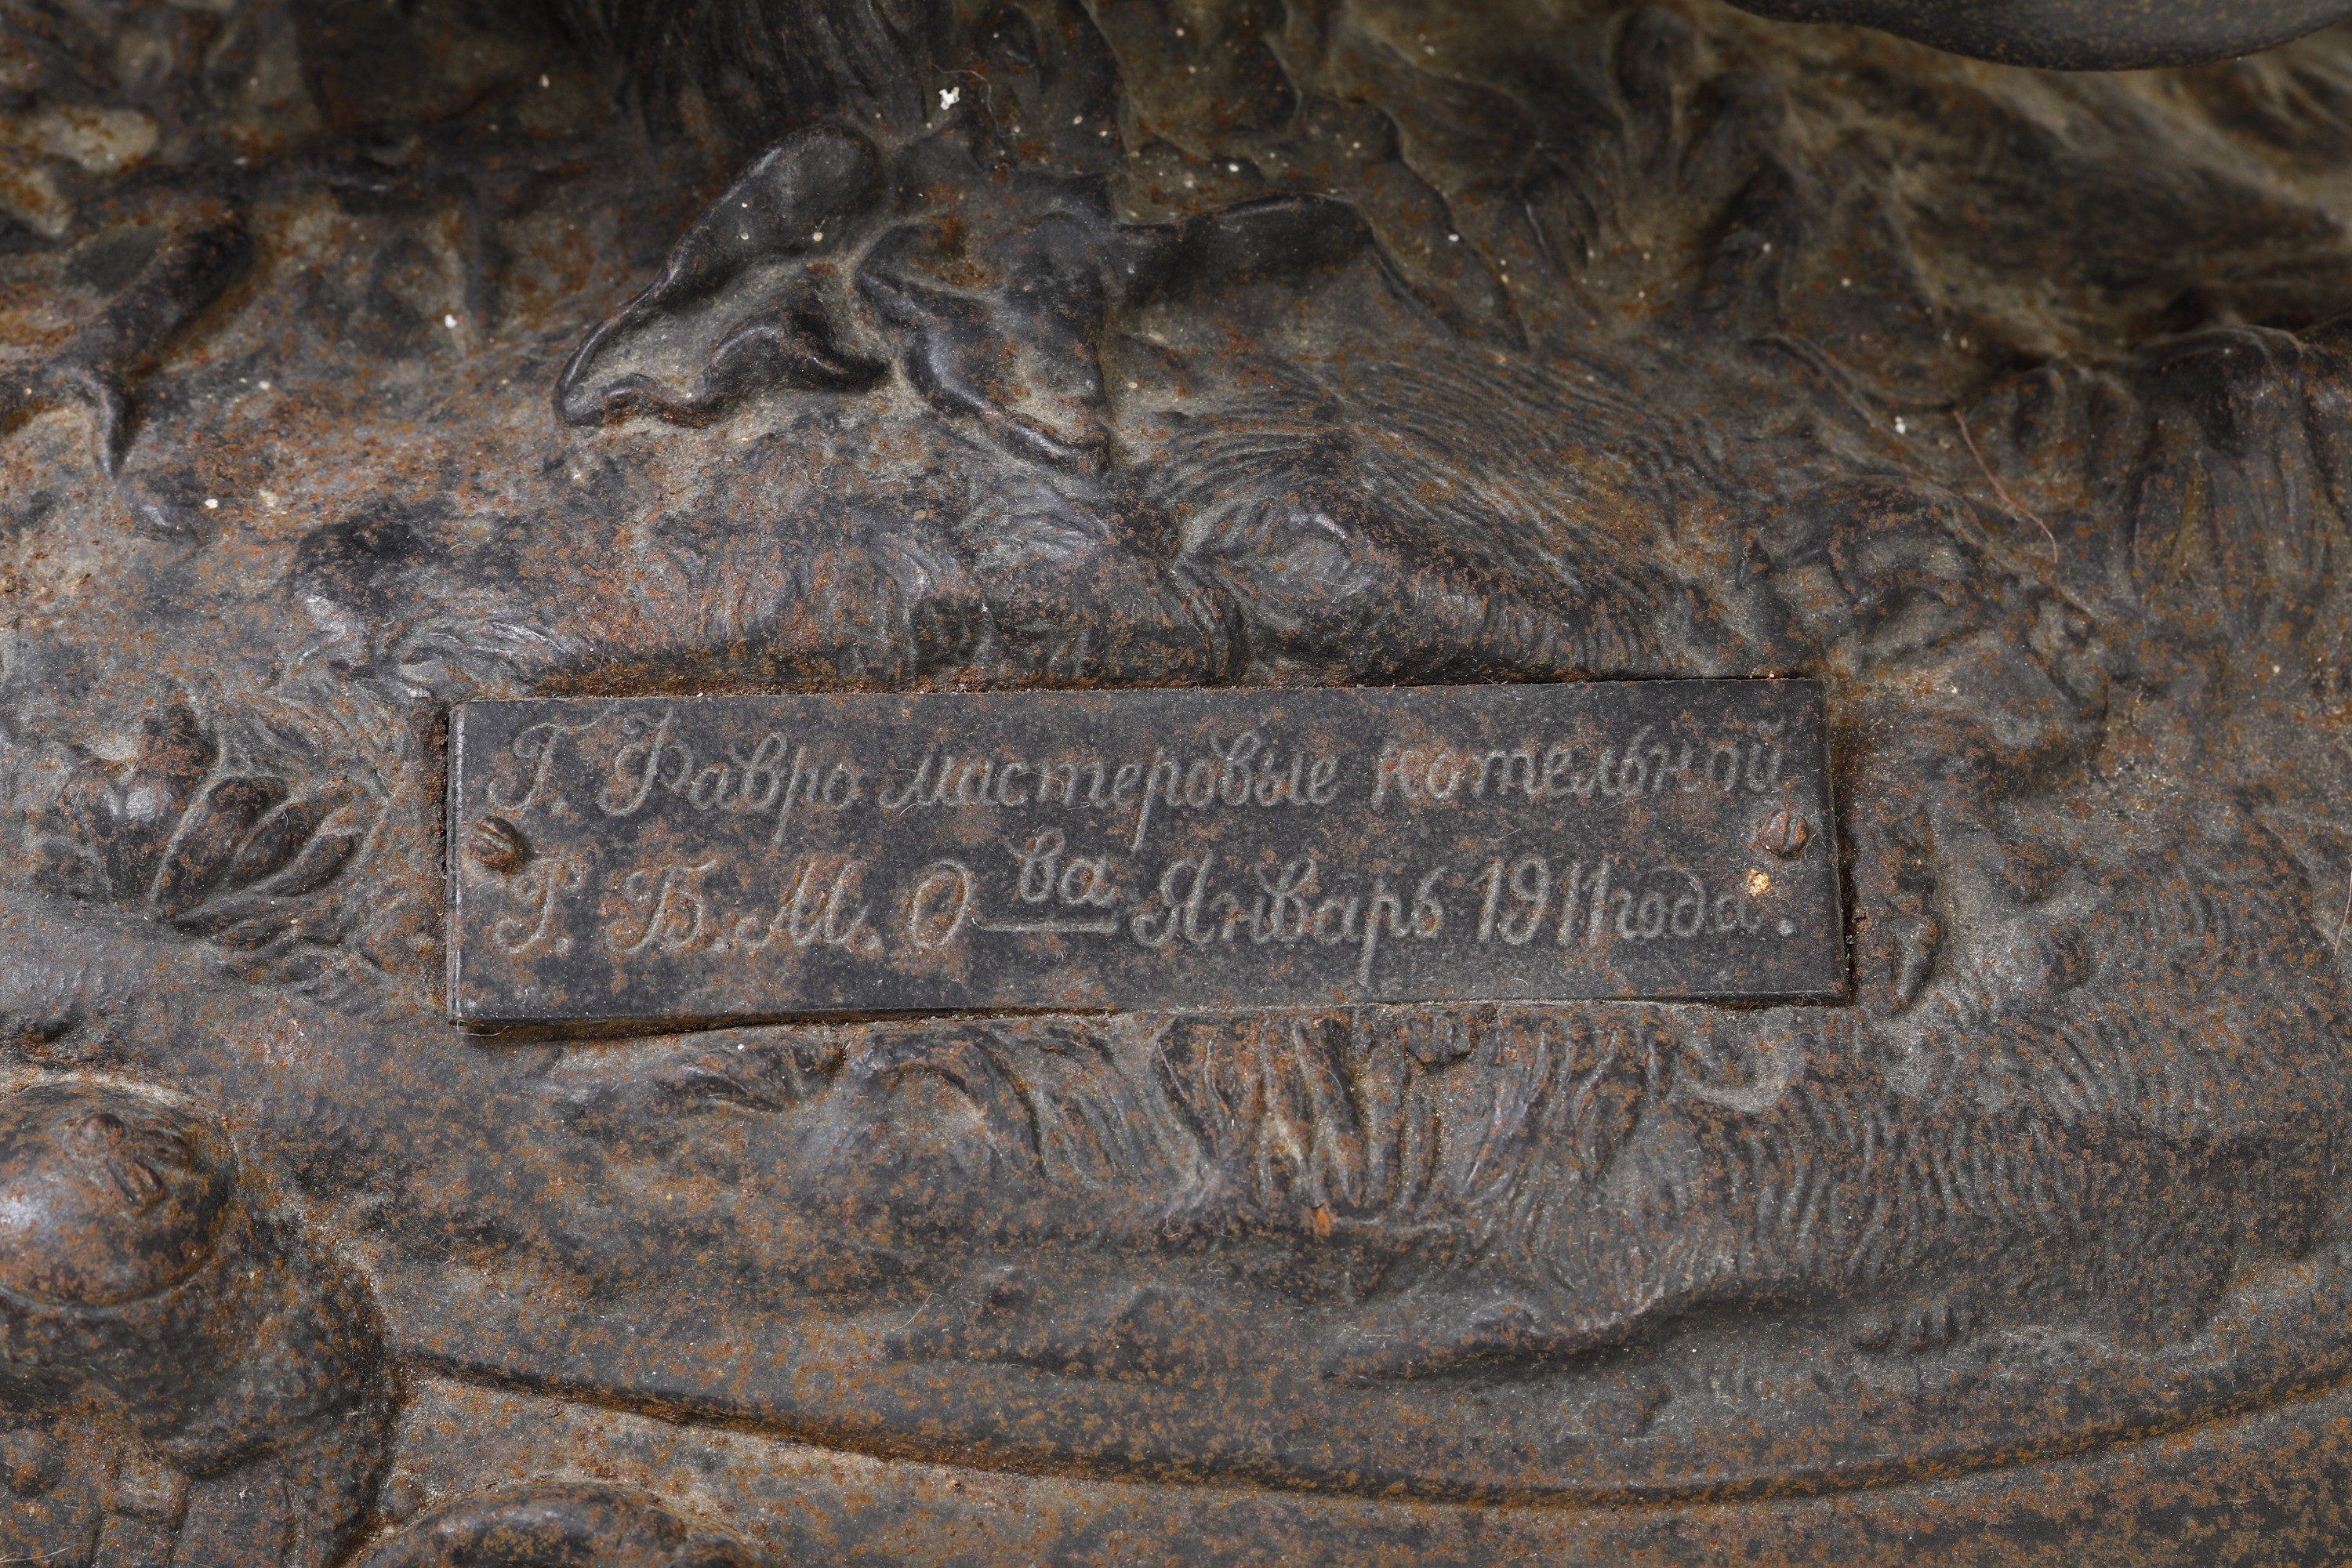 Г. Фавро мастеровые котельной
Р. Б. М. О-ва Январь 1911 года.